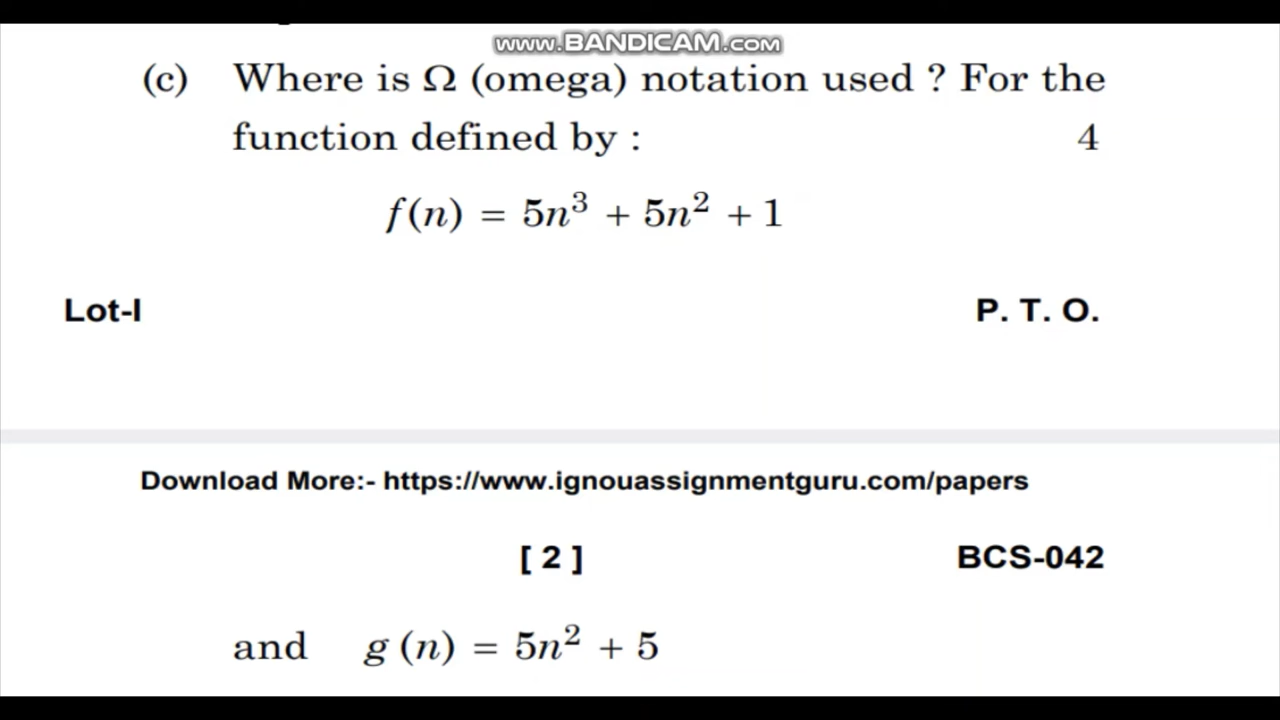 www.BANDICAM.com
(c) Where is Ω (omega) notation used ? For the
function defined by : 4
f(n) = 5n³ + 5n² + 1
Lot-I P. T. O.
Download More:- https://www.ignouassignmentguru.com/papers
[ 2 ] BCS-042
and g (n) = 5n² + 5